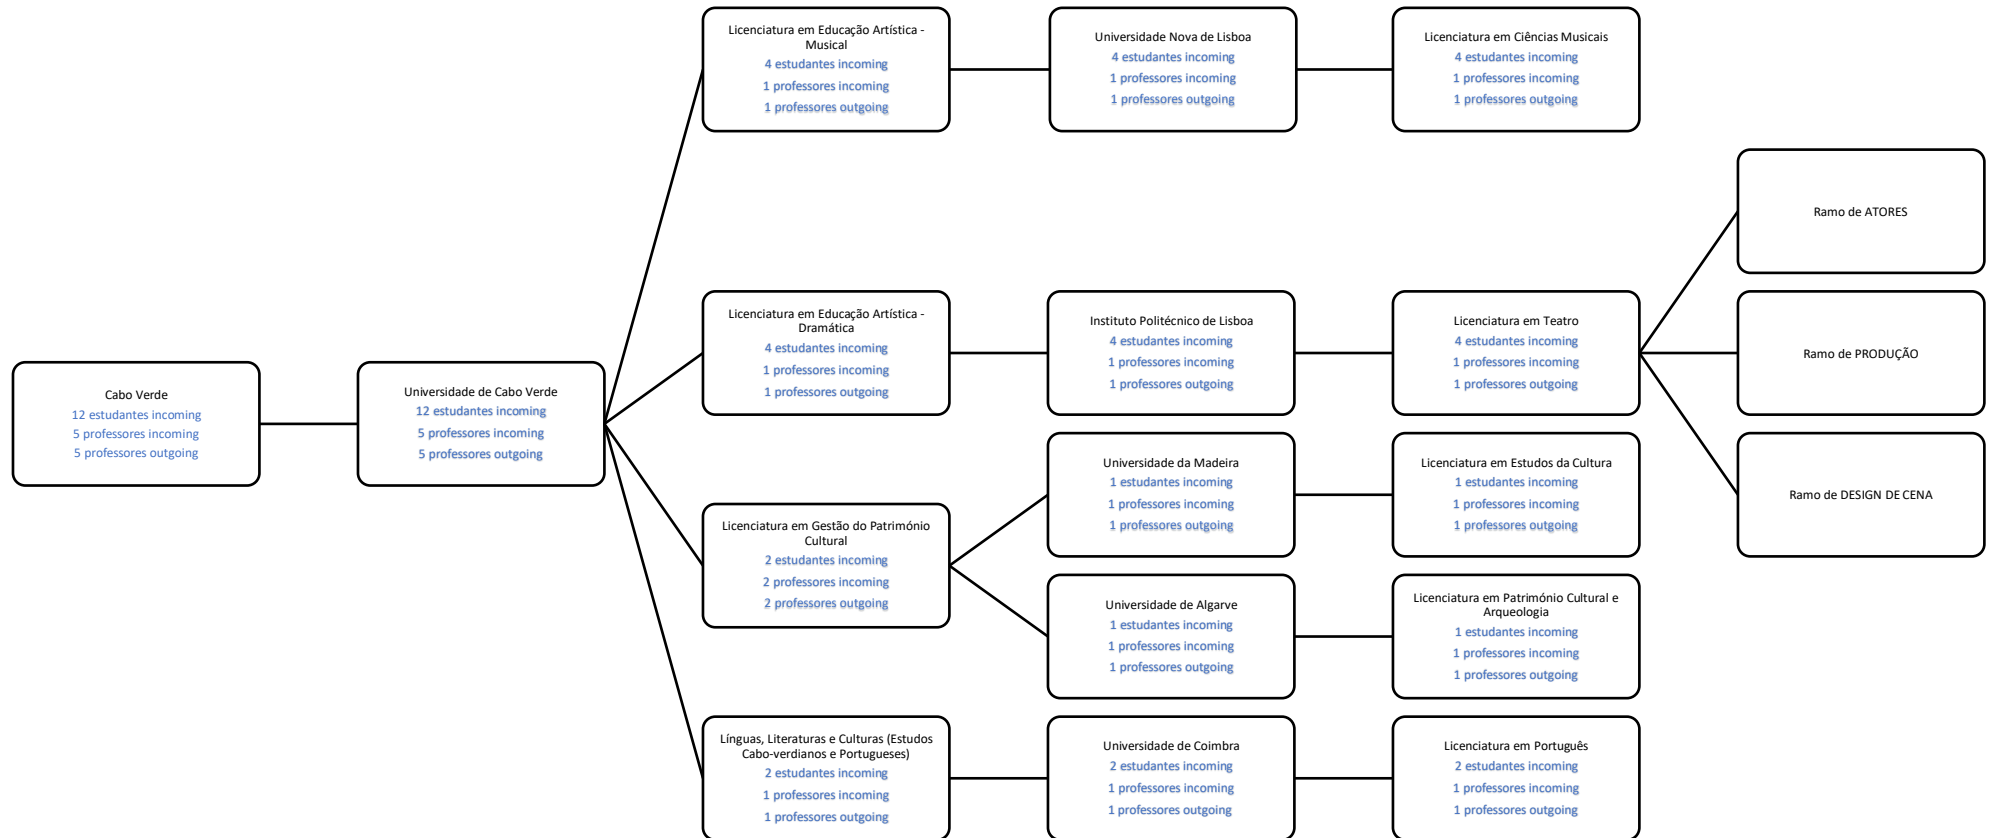 Cabo Verde
12 estudantes incoming
5 professores incoming
5 professores outgoing
Universidade de Cabo Verde
12 estudantes incoming
5 professores incoming
5 professores outgoing
Licenciatura em Educação Artística -
Musical
4 estudantes incoming
1 professores incoming
1 professores outgoing
Universidade Nova de Lisboa
4 estudantes incoming
1 professores incoming
1 professores outgoing
Licenciatura em Ciências Musicais
4 estudantes incoming
1 professores incoming
1 professores outgoing
Licenciatura em Educação Artística -
Dramática
4 estudantes incoming
1 professores incoming
1 professores outgoing
Instituto Politécnico de Lisboa
4 estudantes incoming
1 professores incoming
1 professores outgoing
Licenciatura em Teatro
4 estudantes incoming
1 professores incoming
1 professores outgoing
Ramo de ATORES
Ramo de PRODUÇÃO
Ramo de DESIGN DE CENA
Licenciatura em Gestão do Património
Cultural
2 estudantes incoming
2 professores incoming
2 professores outgoing
Universidade da Madeira
1 estudantes incoming
1 professores incoming
1 professores outgoing
Licenciatura em Estudos da Cultura
1 estudantes incoming
1 professores incoming
1 professores outgoing
Universidade de Algarve
1 estudantes incoming
1 professores incoming
1 professores outgoing
Licenciatura em Património Cultural e
Arqueologia
1 estudantes incoming
1 professores incoming
1 professores outgoing
Línguas, Literaturas e Culturas (Estudos
Cabo-verdianos e Portugueses)
2 estudantes incoming
1 professores incoming
1 professores outgoing
Universidade de Coimbra
2 estudantes incoming
1 professores incoming
1 professores outgoing
Licenciatura em Português
2 estudantes incoming
1 professores incoming
1 professores outgoing